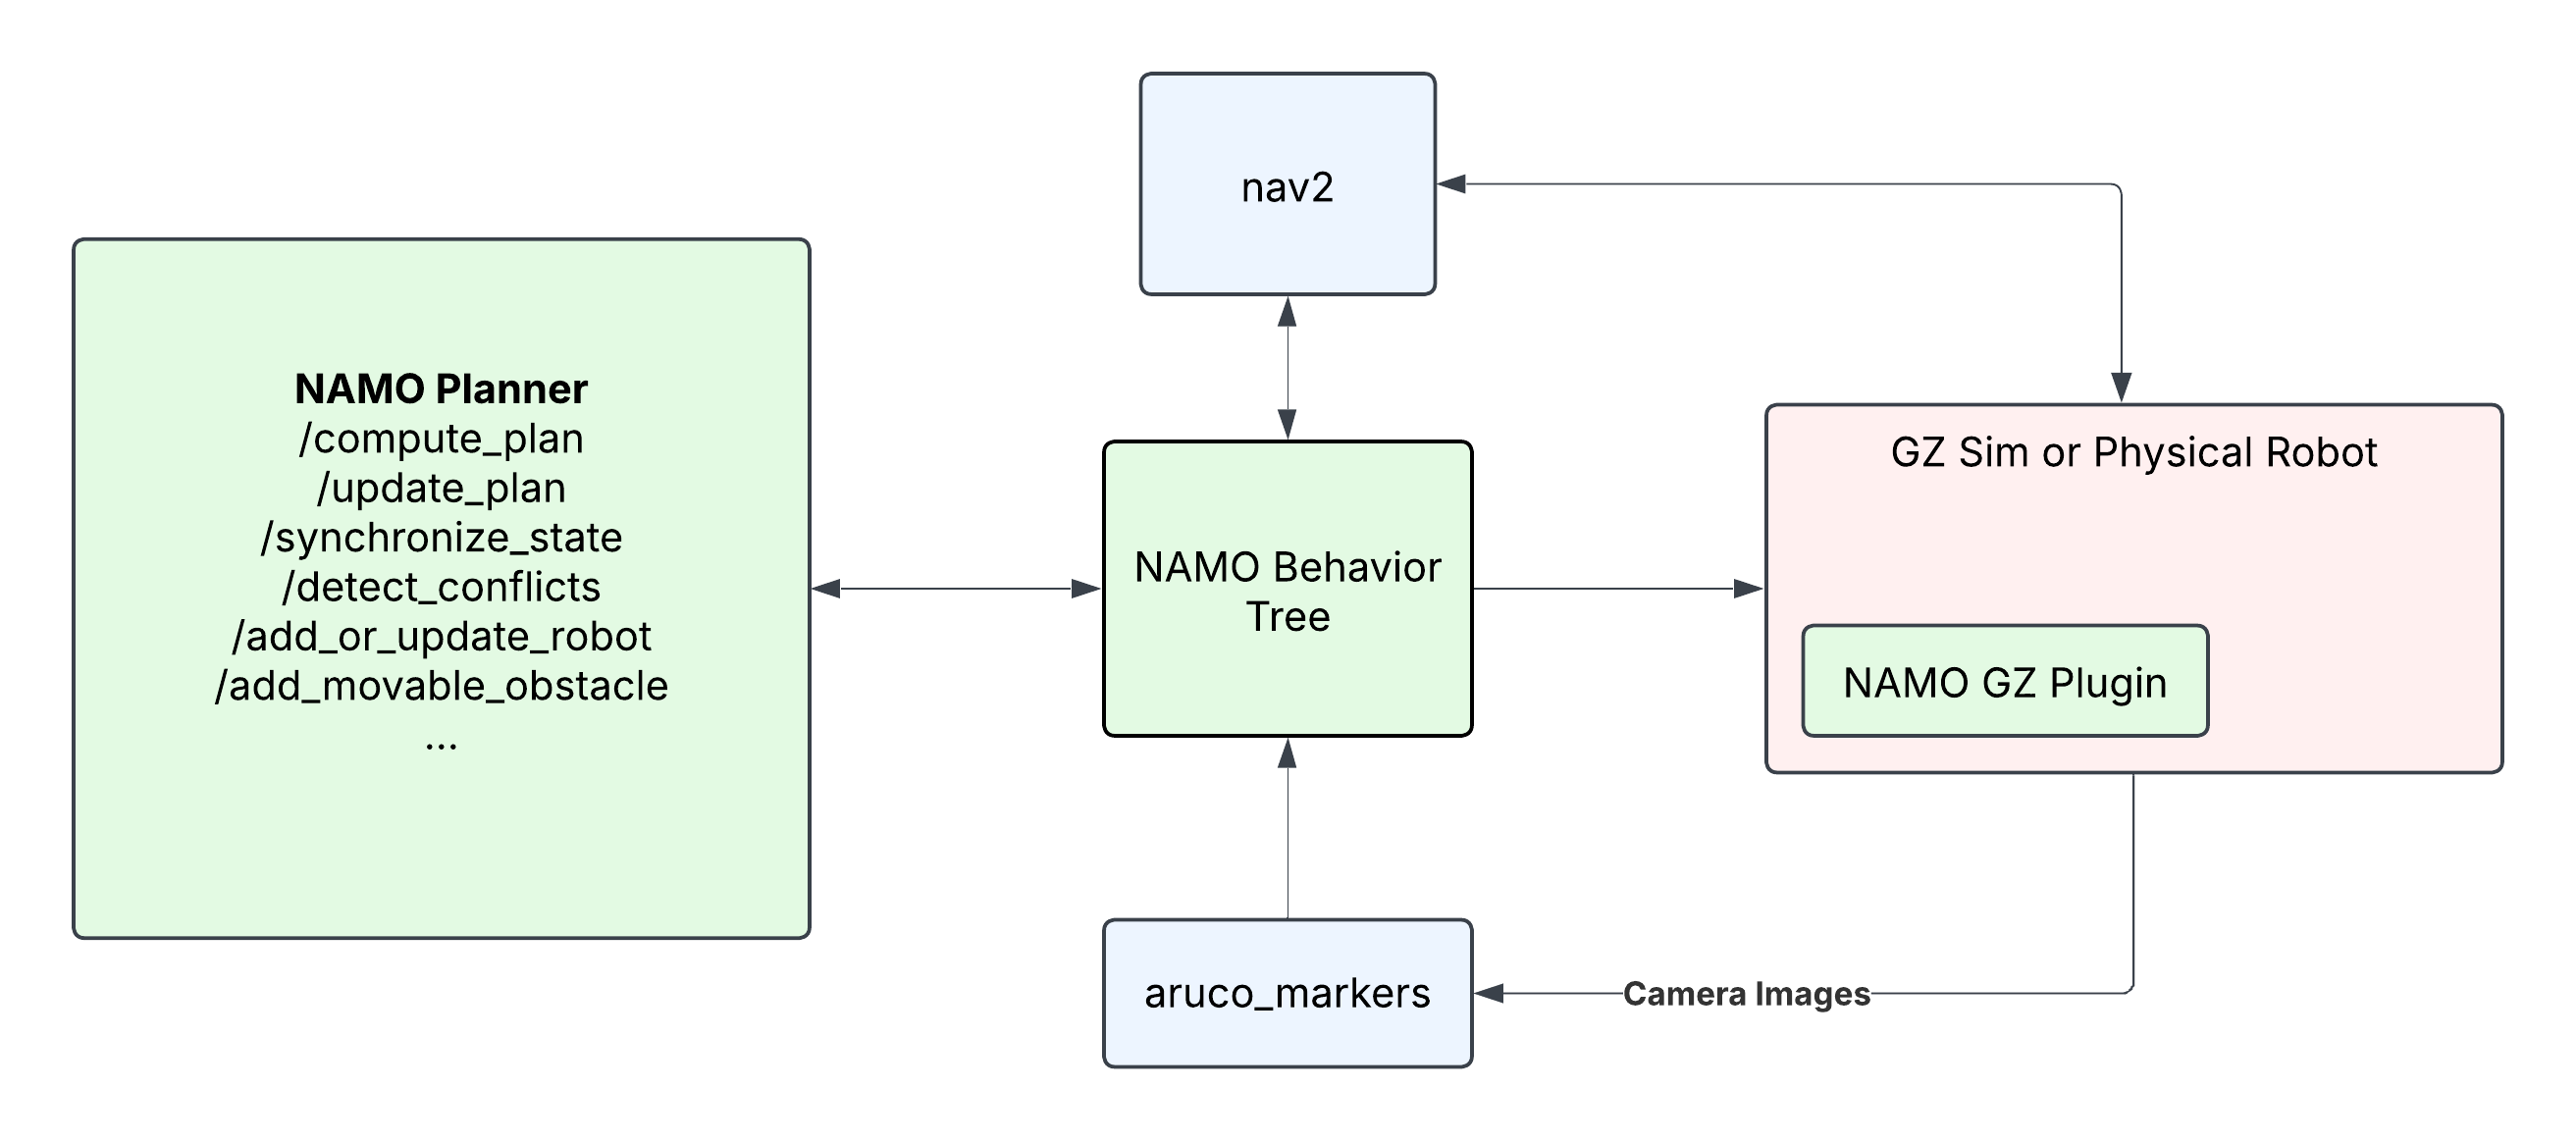 nav2
NAMO Planner
/compute_plan
/update_plan
/synchronize_state
/detect_conflicts
/add_or_update_robot
/add_movable_obstacle
...
NAMO Behavior
Tree
GZ Sim or Physical Robot
NAMO GZ Plugin
aruco_markers
Camera Images